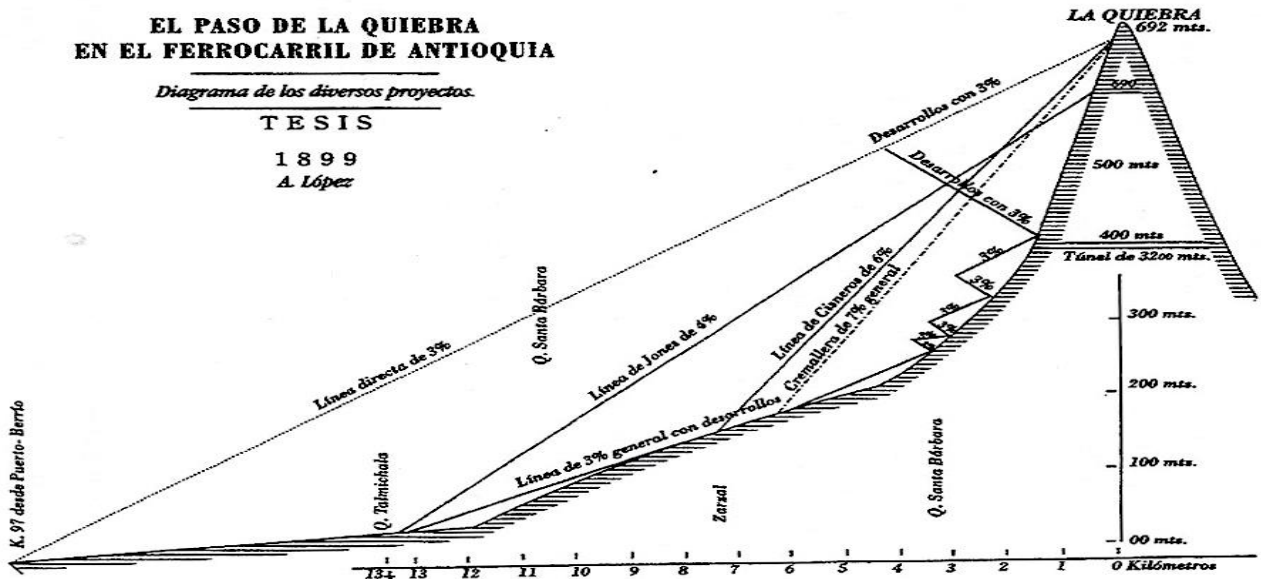 EL PASO DE LA QUIEBRA
EN EL FERROCARRIL DE ANTIOQUIA
Diagrama de los diversos proyectos.
TESIS
1899
A. López
LA QUIEBRA
692 mts.
690
500 mts
400 mts
Túnel de 3200 mts.
300 mts.
200 mts
100 mts.
00 mts.
Desarrollos con 3%
Desarrollos con 3%
3%
3%
3%
3%
3%
Línea directa de 3%
Q. Santa Bárbara
Línea de Jones de 4%
Línea de Cisneros de 6%
Cremallera de 7% general
Línea de 3% general con desarrollos
K. 97 desde Puerto-Berrío
Q. Talmichala
Zarzal
Q. Santa Bárbara
13+ 13 12 11 10 9 8 7 6 5 4 3 2 1 0 Kilómetros